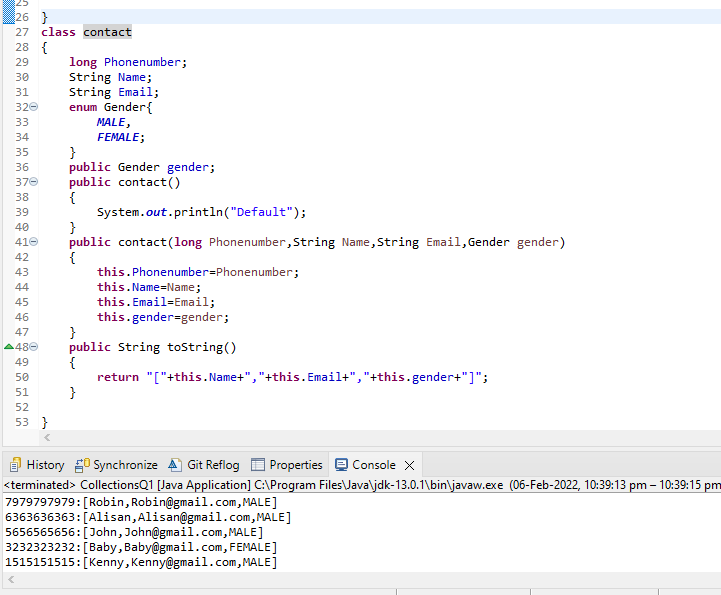 25
26 }
27 class contact
28 {
29 long Phonenumber;
30 String Name;
31 String Email;
32 enum Gender{
33 MALE,
34 FEMALE;
35 }
36 public Gender gender;
37 public contact()
38 {
39 System.out.println("Default");
40 }
41 public contact(long Phonenumber,String Name,String Email,Gender gender)
42 {
43 this.Phonenumber=Phonenumber;
44 this.Name=Name;
45 this.Email=Email;
46 this.gender=gender;
47 }
48 public String toString()
49 {
50 return "["+this.Name+","+this.Email+","+this.gender+"]";
51 }
52
53 }
History Synchronize Git Reflog Properties Console
<terminated> CollectionsQ1 [Java Application] C:\Program Files\Java\jdk-13.0.1\bin\javaw.exe (06-Feb-2022, 10:39:13 pm – 10:39:15 pm
7979797979:[Robin,Robin@gmail.com,MALE]
6363636363:[Alisan,Alisan@gmail.com,MALE]
5656565656:[John,John@gmail.com,MALE]
3232323232:[Baby,Baby@gmail.com,FEMALE]
1515151515:[Kenny,Kenny@gmail.com,MALE]